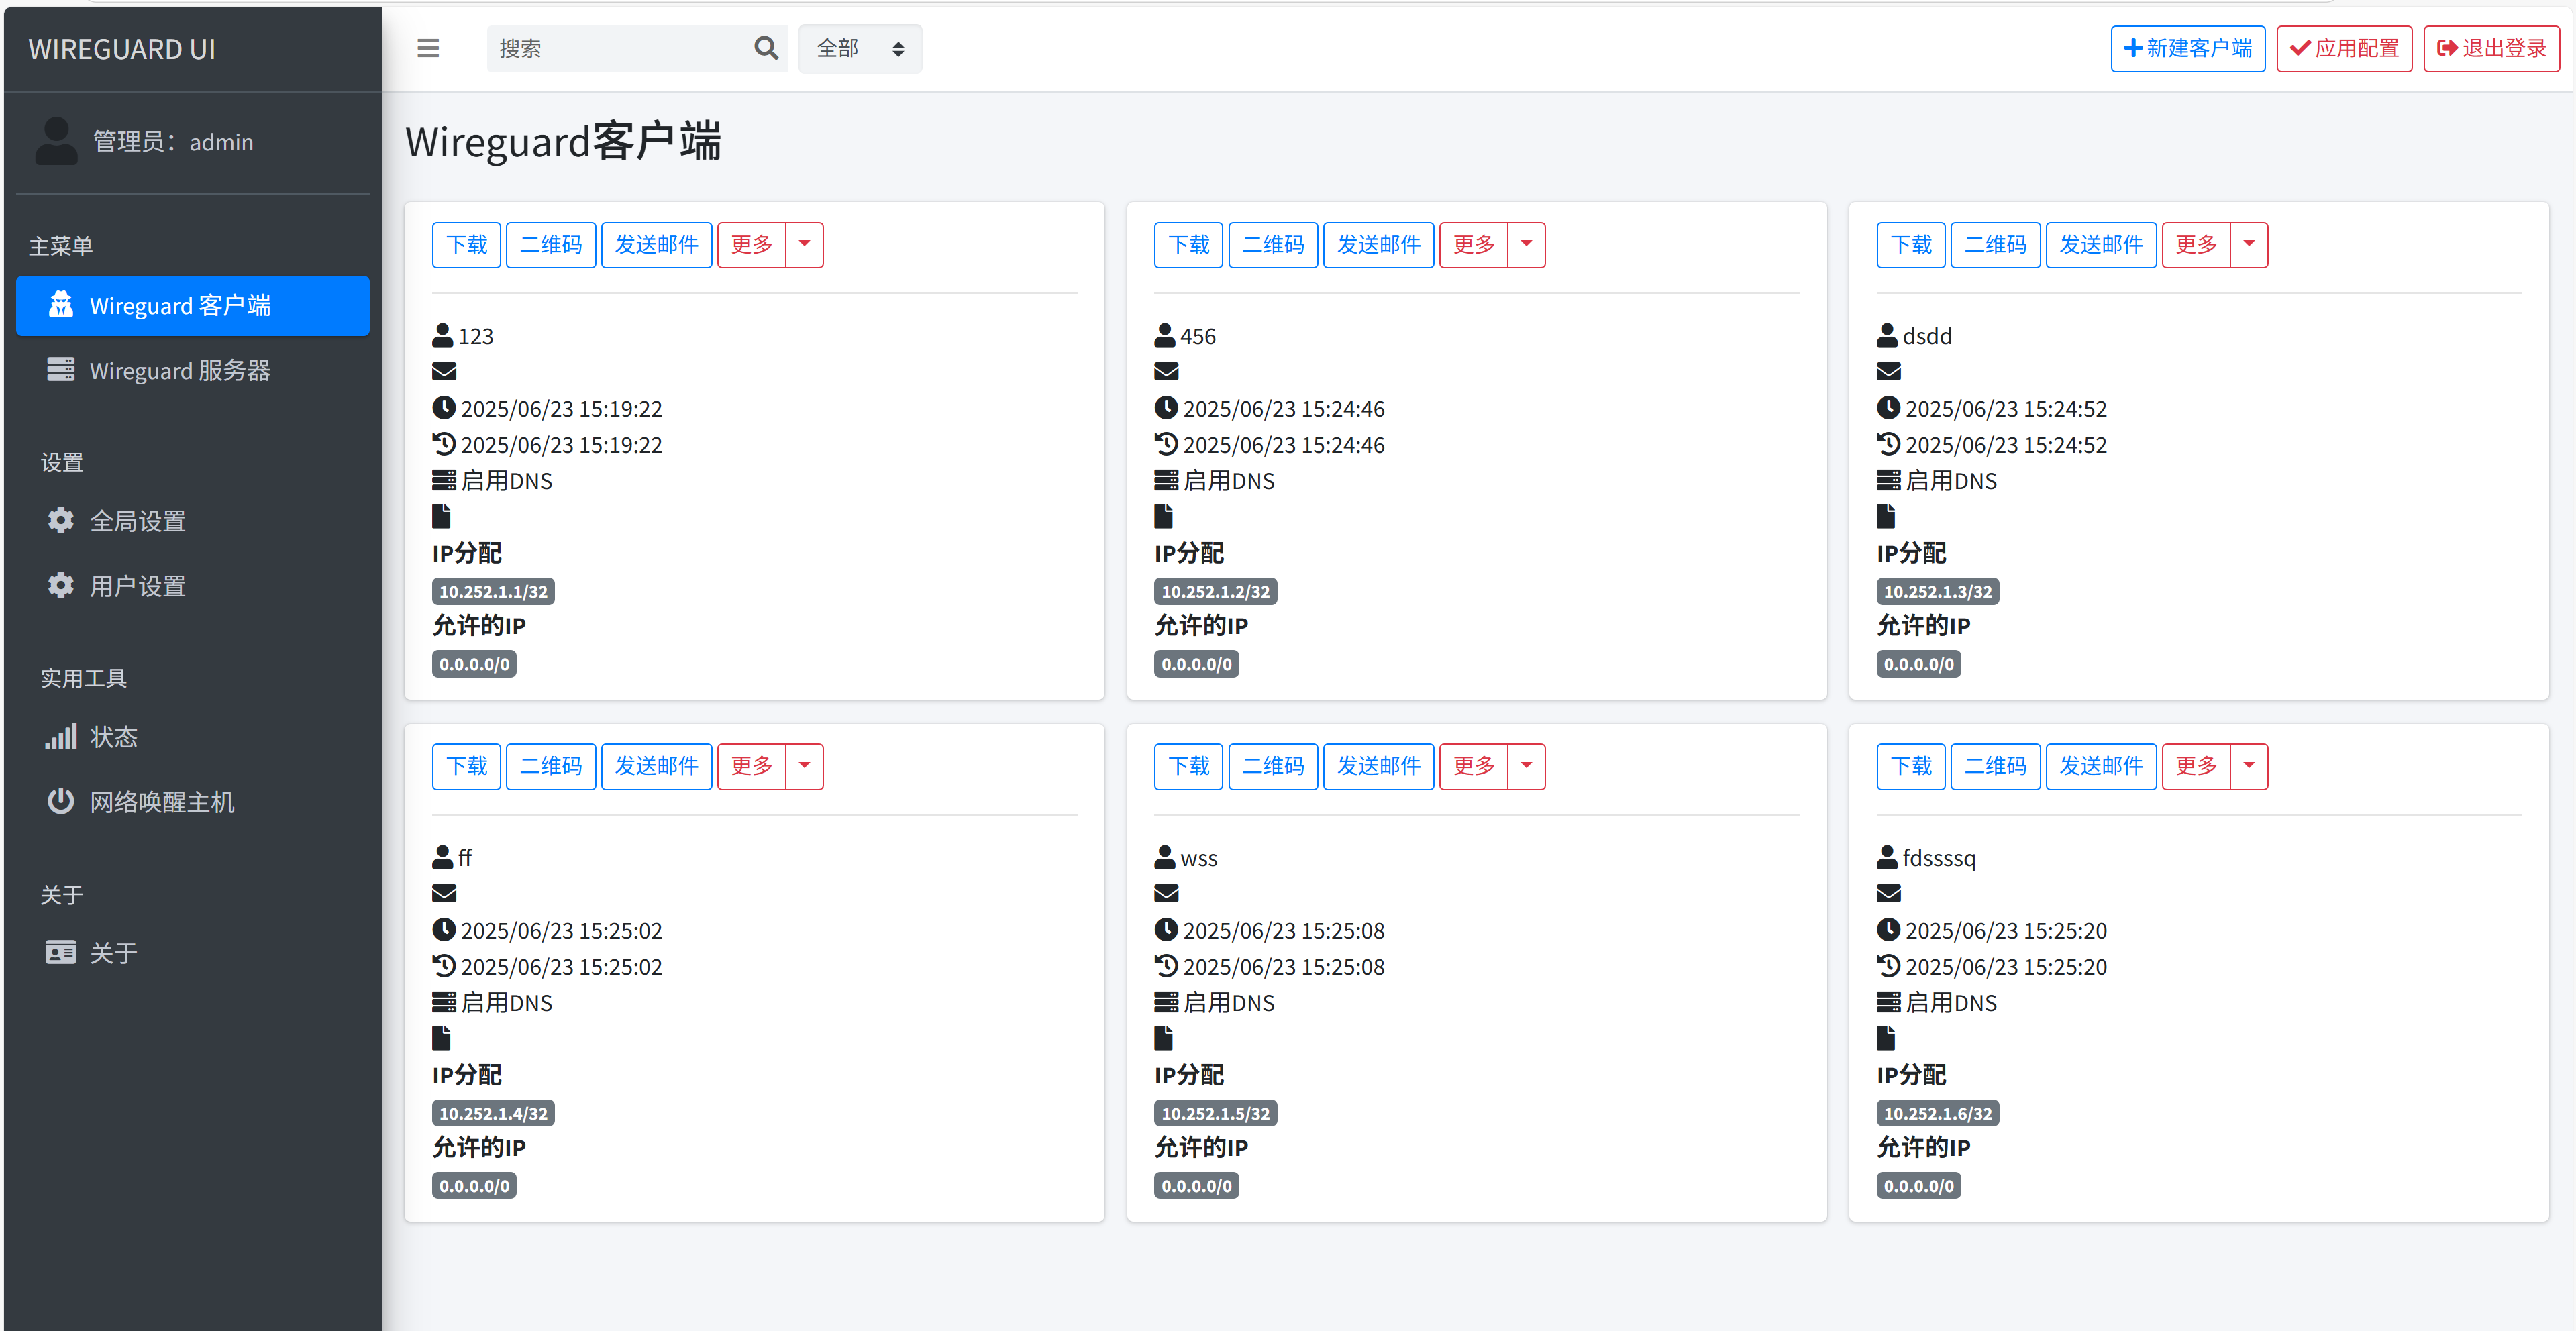 WIREGUARD UI
管理员：admin
主菜单
Wireguard 客户端
Wireguard 服务器
设置
全局设置
用户设置
实用工具
状态
网络唤醒主机
关于
关于
搜索
全部
新建客户端
应用配置
退出登录
Wireguard客户端
下载 二维码 发送邮件 更多
123
2025/06/23 15:19:22
2025/06/23 15:19:22
启用DNS
IP分配
10.252.1.1/32
允许的IP
0.0.0.0/0
下载 二维码 发送邮件 更多
456
2025/06/23 15:24:46
2025/06/23 15:24:46
启用DNS
IP分配
10.252.1.2/32
允许的IP
0.0.0.0/0
下载 二维码 发送邮件 更多
dsdd
2025/06/23 15:24:52
2025/06/23 15:24:52
启用DNS
IP分配
10.252.1.3/32
允许的IP
0.0.0.0/0
下载 二维码 发送邮件 更多
ff
2025/06/23 15:25:02
2025/06/23 15:25:02
启用DNS
IP分配
10.252.1.4/32
允许的IP
0.0.0.0/0
下载 二维码 发送邮件 更多
wss
2025/06/23 15:25:08
2025/06/23 15:25:08
启用DNS
IP分配
10.252.1.5/32
允许的IP
0.0.0.0/0
下载 二维码 发送邮件 更多
fdssssq
2025/06/23 15:25:20
2025/06/23 15:25:20
启用DNS
IP分配
10.252.1.6/32
允许的IP
0.0.0.0/0